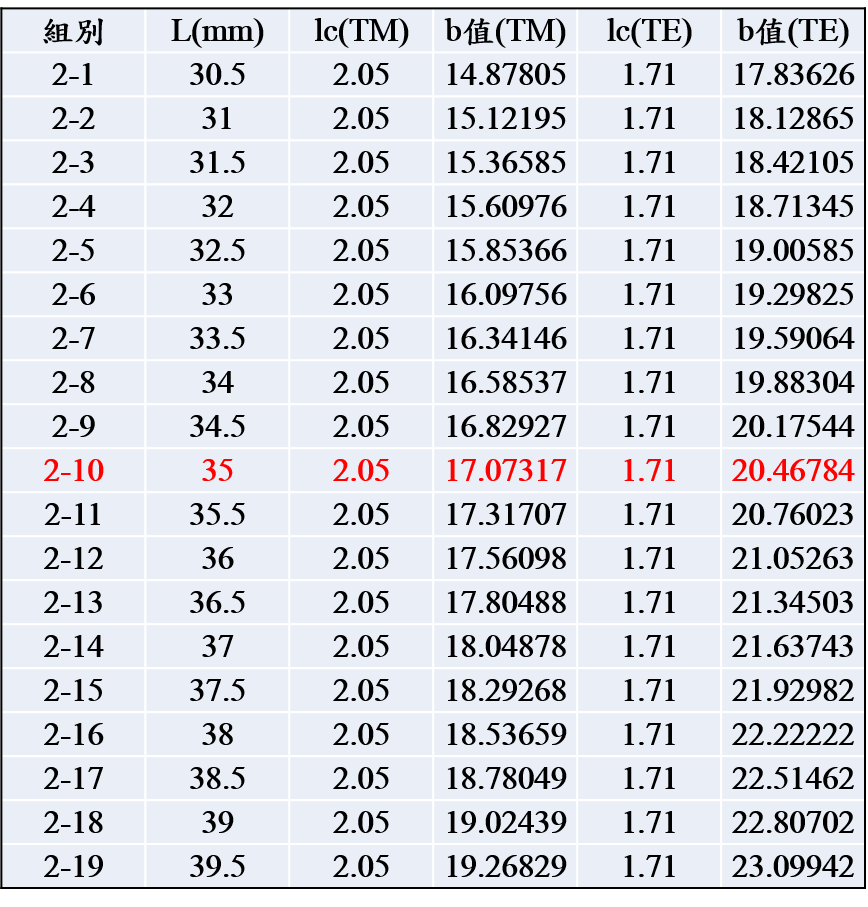 組別 L(mm) lc(TM) b值(TM) lc(TE) b值(TE)
2-1 30.5 2.05 14.87805 1.71 17.83626
2-2 31 2.05 15.12195 1.71 18.12865
2-3 31.5 2.05 15.36585 1.71 18.42105
2-4 32 2.05 15.60976 1.71 18.71345
2-5 32.5 2.05 15.85366 1.71 19.00585
2-6 33 2.05 16.09756 1.71 19.29825
2-7 33.5 2.05 16.34146 1.71 19.59064
2-8 34 2.05 16.58537 1.71 19.88304
2-9 34.5 2.05 16.82927 1.71 20.17544
2-10 35 2.05 17.07317 1.71 20.46784
2-11 35.5 2.05 17.31707 1.71 20.76023
2-12 36 2.05 17.56098 1.71 21.05263
2-13 36.5 2.05 17.80488 1.71 21.34503
2-14 37 2.05 18.04878 1.71 21.63743
2-15 37.5 2.05 18.29268 1.71 21.92982
2-16 38 2.05 18.53659 1.71 22.22222
2-17 38.5 2.05 18.78049 1.71 22.51462
2-18 39 2.05 19.02439 1.71 22.80702
2-19 39.5 2.05 19.26829 1.71 23.09942